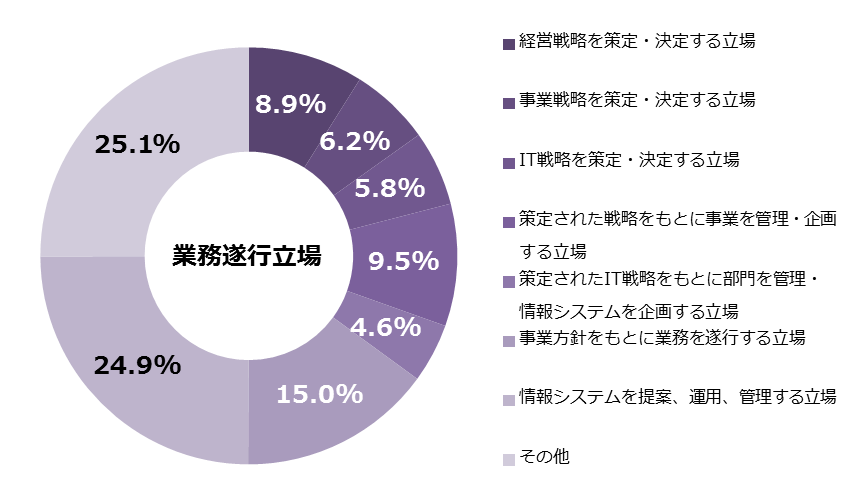 8.9%
6.2%
5.8%
9.5%
4.6%
15.0%
24.9%
25.1%
業務遂行立場
経営戦略を策定・決定する立場
事業戦略を策定・決定する立場
IT戦略を策定・決定する立場
策定された戦略をもとに事業を管理・企画
する立場
策定されたIT戦略をもとに部門を管理・
情報システムを企画する立場
事業方針をもとに業務を遂行する立場
情報システムを提案、運用、管理する立場
その他